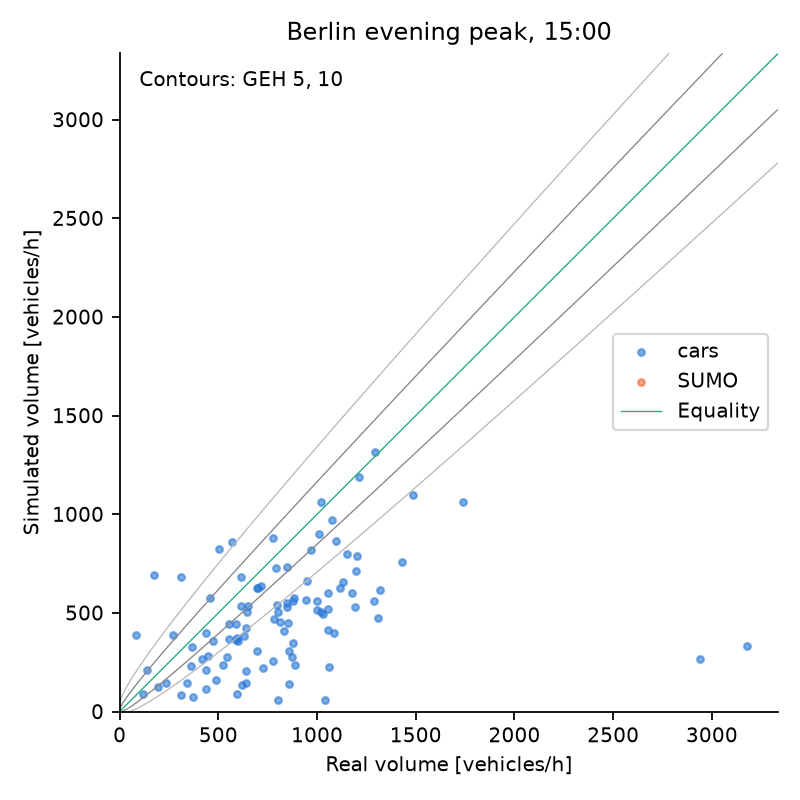 Berlin evening peak, 15:00
Contours: GEH 5, 10
3000
2500
2000
1500
1000
500
0
Simulated volume [vehicles/h]
cars
SUMO
Equality
0 500 1000 1500 2000 2500 3000
Real volume [vehicles/h]